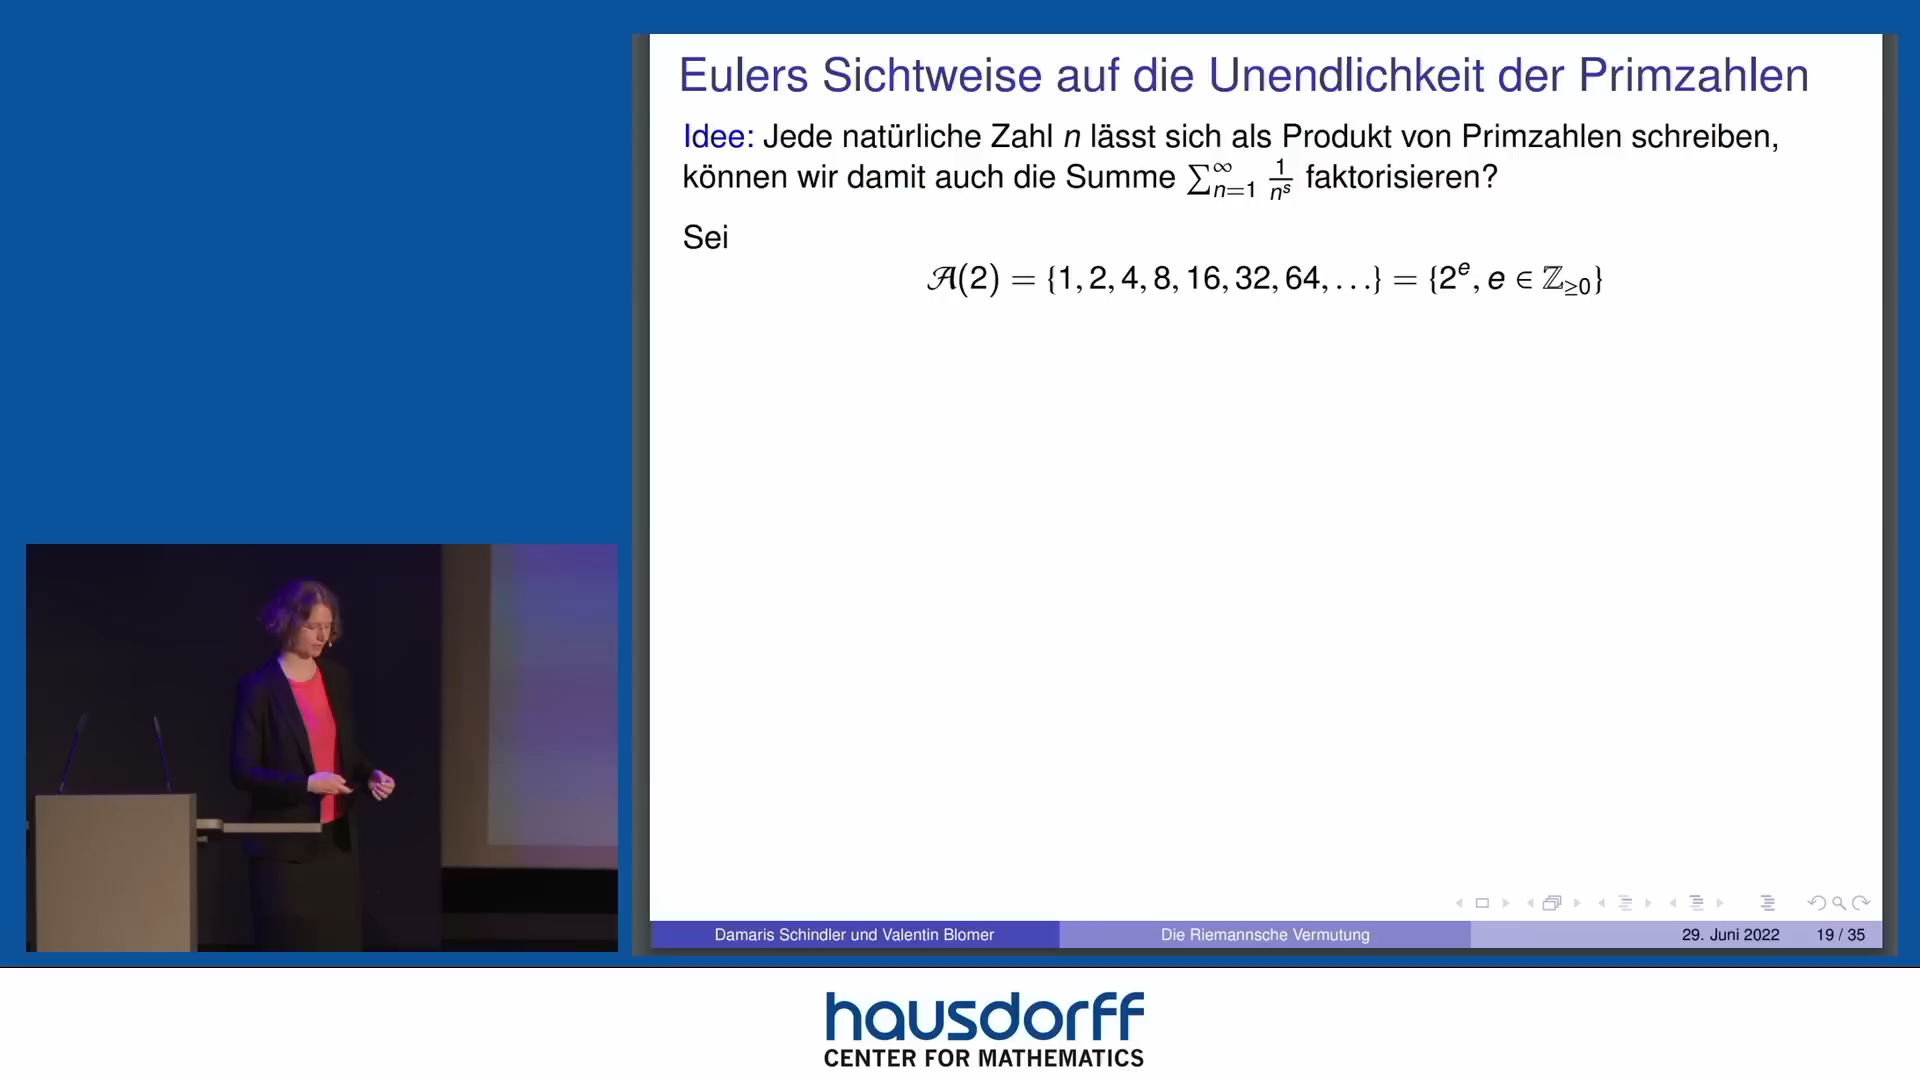 Eulers Sichtweise auf die Unendlichkeit der Primzahlen
Idee: Jede natürliche Zahl n lässt sich als Produkt von Primzahlen schreiben,
können wir damit auch die Summe ∑_{n=1}^{∞} 1/n^s faktorisieren?
Sei
𝒜(2) = {1, 2, 4, 8, 16, 32, 64, . . .} = {2^e, e ∈ ℤ_{≥0}}
Damaris Schindler und Valentin Blomer
Die Riemannsche Vermutung
29. Juni 2022
19 / 35
hausdorff
CENTER FOR MATHEMATICS